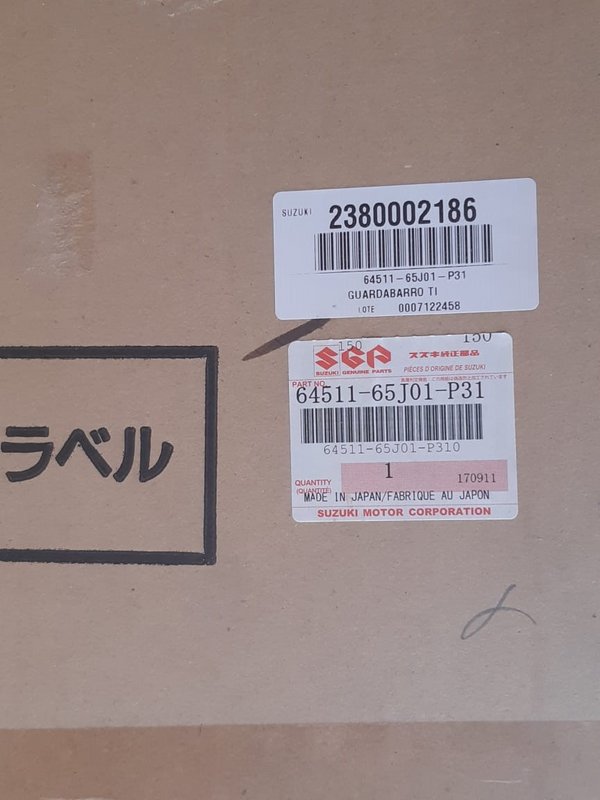 SUZUKI 2380002186
64511-65J01-P31
GUARDABARRO TI
LOTE 0007122458
150 150
SGP スズキ純正部品
SUZUKI GENUINE PARTS PIÈCES D'ORIGINE DE SUZUKI
PART NO.
64511-65J01-P31
64511-65J01-P310
QUANTITY 1 170911
(QUANTITÉ)
MADE IN JAPAN/FABRIQUE AU JAPON
SUZUKI MOTOR CORPORATION
ラベル